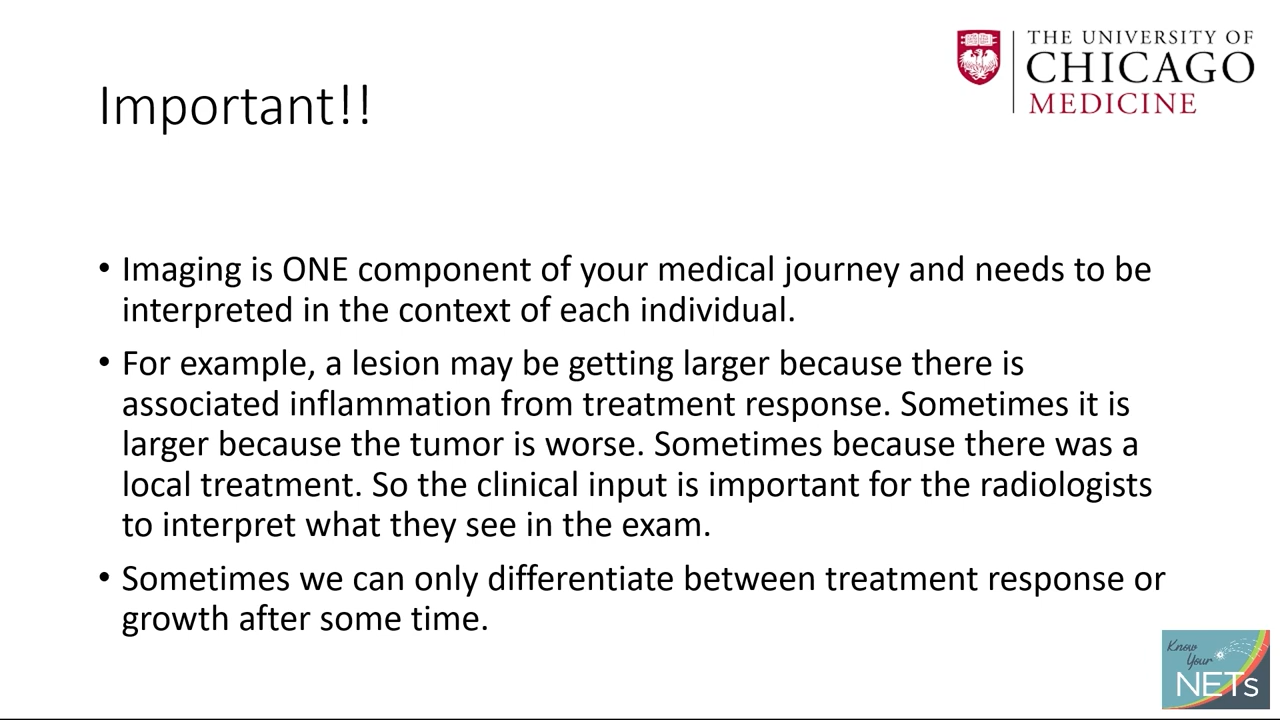 THE UNIVERSITY OF
CHICAGO
MEDICINE
Important!!
• Imaging is ONE component of your medical journey and needs to be
interpreted in the context of each individual.
• For example, a lesion may be getting larger because there is
associated inflammation from treatment response. Sometimes it is
larger because the tumor is worse. Sometimes because there was a
local treatment. So the clinical input is important for the radiologists
to interpret what they see in the exam.
• Sometimes we can only differentiate between treatment response or
growth after some time.
Know
Your
NETs